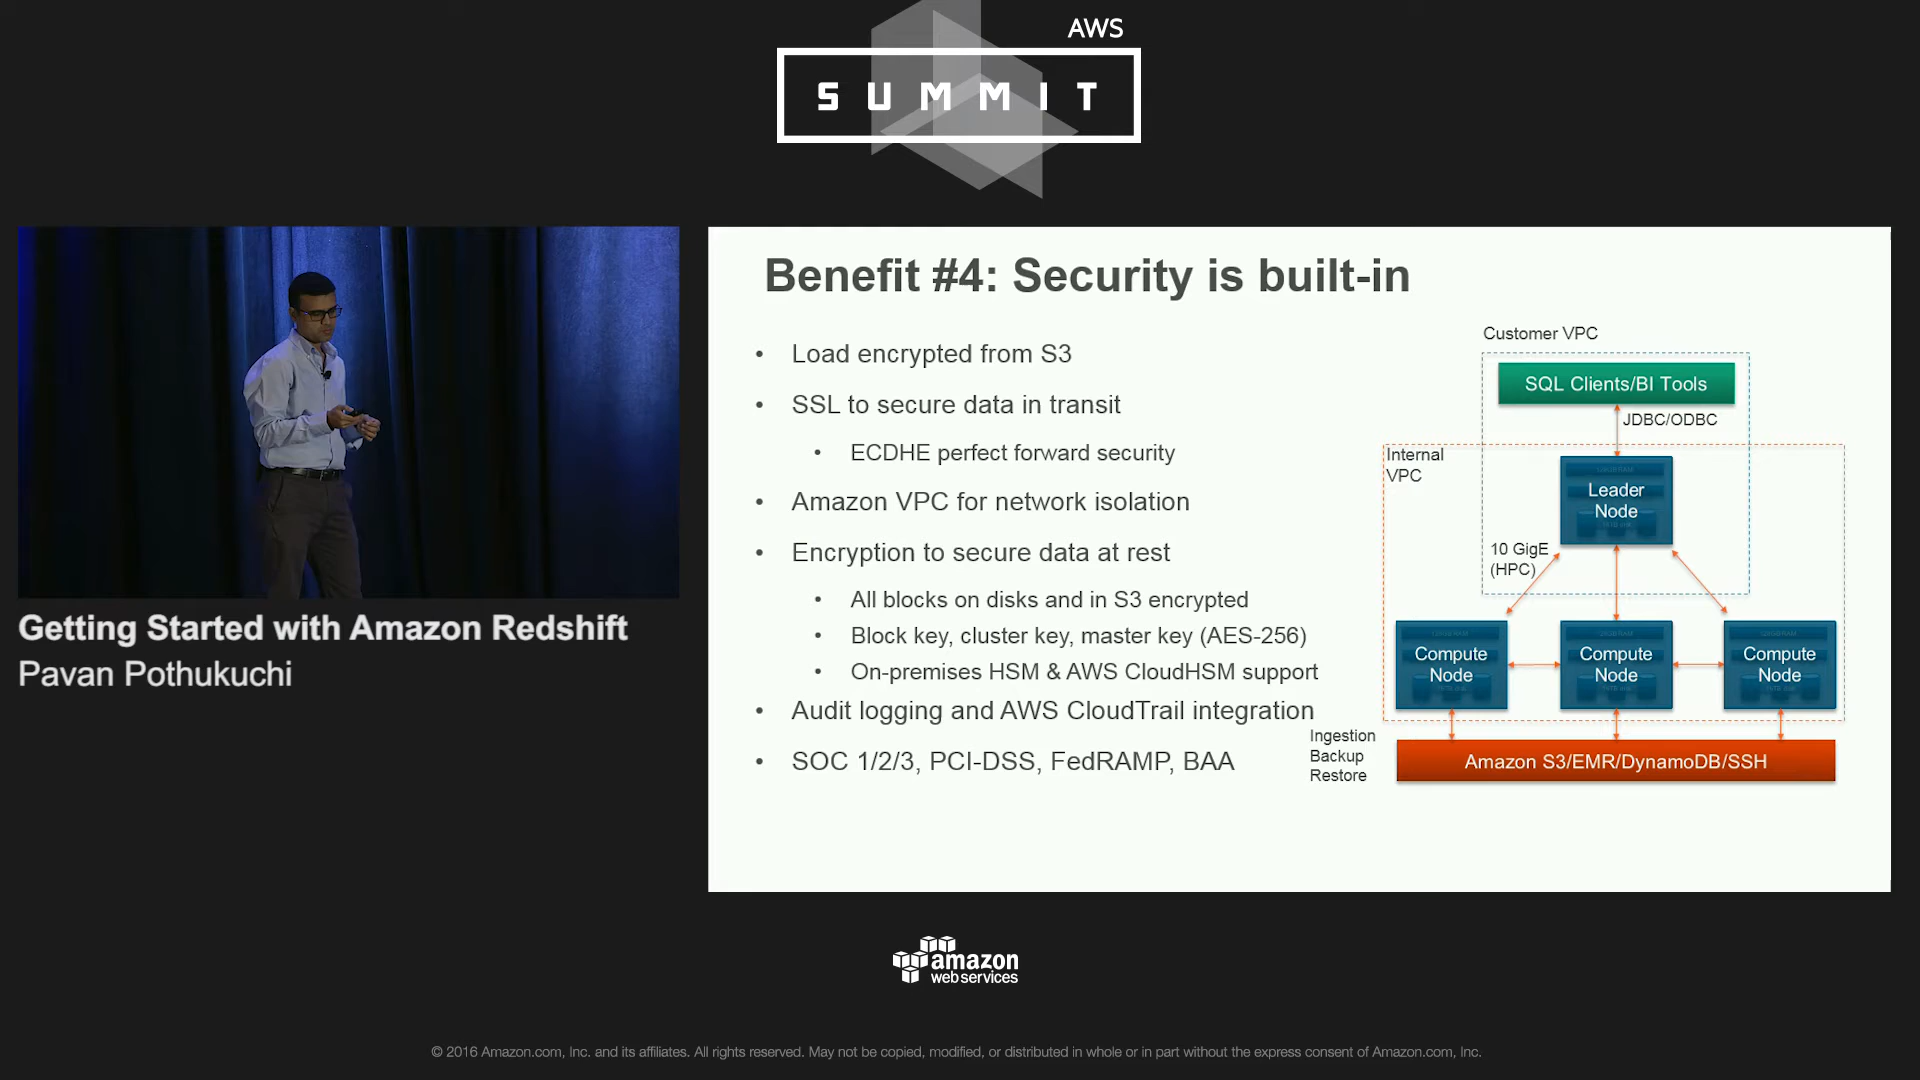 AWS
SUMMIT
Getting Started with Amazon Redshift
Pavan Pothukuchi
Benefit #4: Security is built-in
• Load encrypted from S3
• SSL to secure data in transit
• ECDHE perfect forward security
• Amazon VPC for network isolation
• Encryption to secure data at rest
• All blocks on disks and in S3 encrypted
• Block key, cluster key, master key (AES-256)
• On-premises HSM & AWS CloudHSM support
• Audit logging and AWS CloudTrail integration
• SOC 1/2/3, PCI-DSS, FedRAMP, BAA
Customer VPC
SQL Clients/BI Tools
JDBC/ODBC
Internal
VPC
Leader
Node
10 GigE
(HPC)
Compute
Node
Compute
Node
Compute
Node
Ingestion
Backup
Restore
Amazon S3/EMR/DynamoDB/SSH
amazon
web services
© 2016 Amazon.com, Inc. and its affiliates. All rights reserved. May not be copied, modified, or distributed in whole or in part without the express consent of Amazon.com, Inc.